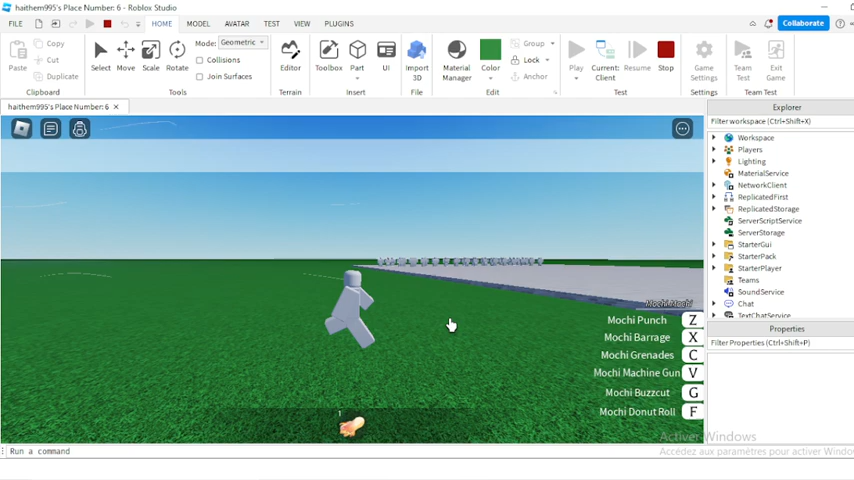 haithem995's Place Number: 6 - Roblox Studio
FILE HOME MODEL AVATAR TEST VIEW PLUGINS Collaborate
Paste Copy Cut Duplicate
Select Move Scale Rotate
Mode: Geometric
Collisions
Join Surfaces
Editor Toolbox Part UI Import 3D
Material Manager Color Group Lock Anchor
Play Current: Client Resume Stop
Game Settings Team Test Exit Game
Clipboard Tools Terrain Insert File Edit Test Settings Team Test
haithem995's Place Number: 6
Explorer
Filter workspace (Ctrl+Shift+X)
Workspace
Players
Lighting
MaterialService
NetworkClient
ReplicatedFirst
ReplicatedStorage
ServerScriptService
ServerStorage
StarterGui
StarterPack
StarterPlayer
Teams
SoundService
Chat
TextChatService
Properties
Filter Properties (Ctrl+Shift+P)
Mochi Mochi
Mochi Punch Z
Mochi Barrage X
Mochi Grenades C
Mochi Machine Gun V
Mochi Buzzcut G
Mochi Donut Roll F
1
Activer Windows
Accédez aux paramètres pour activer Windo
Run a command